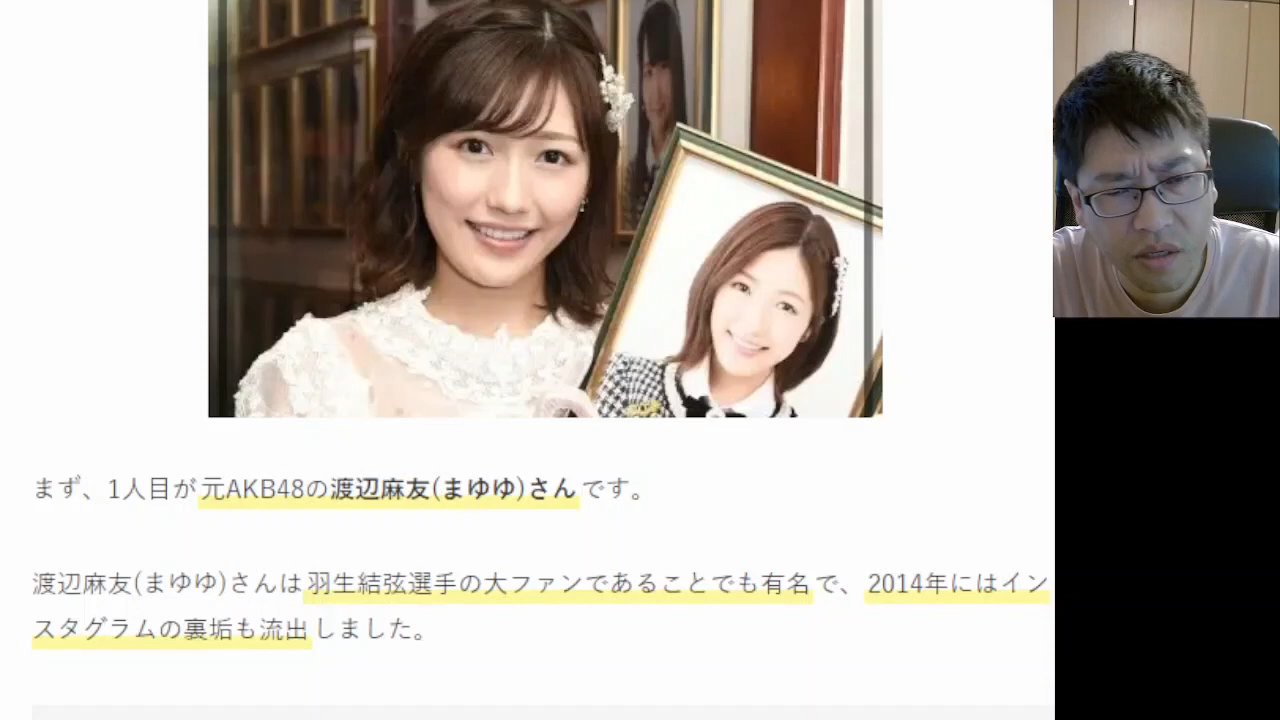 まず、1人目が元AKB48の渡辺麻友(まゆゆ)さんです。
渡辺麻友(まゆゆ)さんは羽生結弦選手の大ファンであることでも有名で、2014年にはイン
スタグラムの裏垢も流出しました。